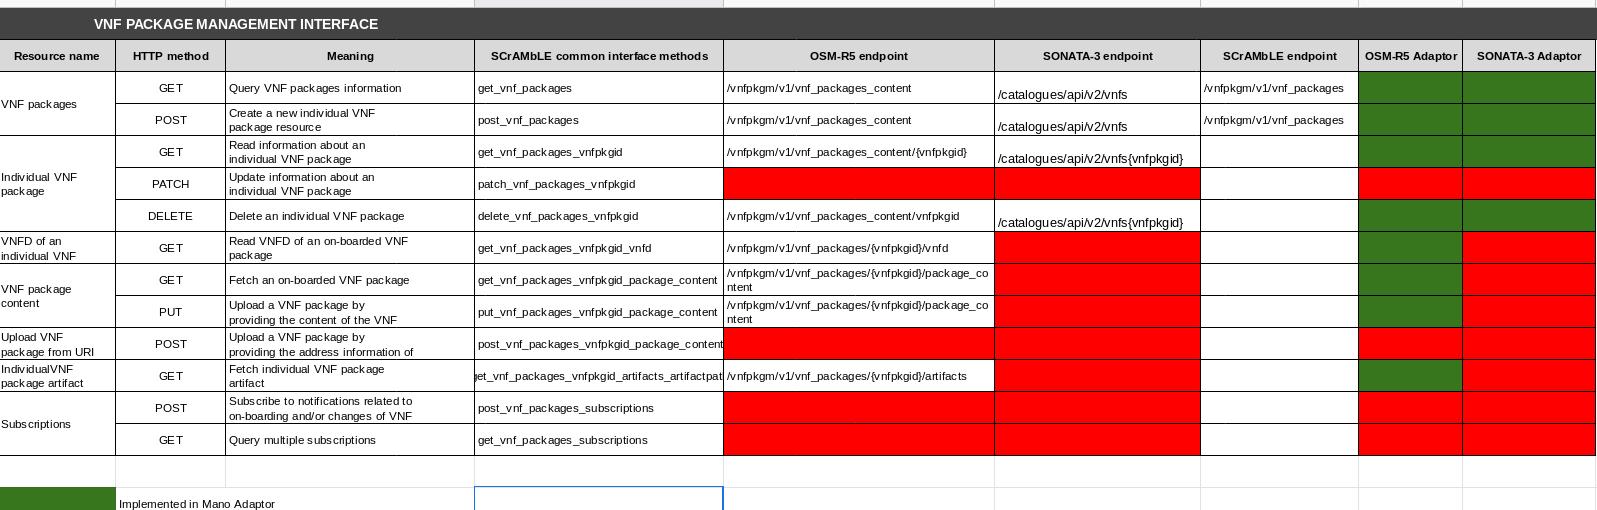 VNF PACKAGE MANAGEMENT INTERFACE
Resource name HTTP method Meaning SCrAMbLE common interface methods OSM-R5 endpoint SONATA-3 endpoint SCrAMbLE endpoint OSM-R5 Adaptor SONATA-3 Adaptor
VNF packages
GET Query VNF packages information get_vnf_packages /vnfpkgm/v1/vnf_packages_content /catalogues/api/v2/vnfs /vnfpkgm/v1/vnf_packages
POST Create a new individual VNF
package resource post_vnf_packages /vnfpkgm/v1/vnf_packages_content /catalogues/api/v2/vnfs /vnfpkgm/v1/vnf_packages
Individual VNF
package
GET Read information about an
individual VNF package get_vnf_packages_vnfpkgid /vnfpkgm/v1/vnf_packages_content/{vnfpkgid} /catalogues/api/v2/vnfs{vnfpkgid}
PATCH Update information about an
individual VNF package patch_vnf_packages_vnfpkgid
DELETE Delete an individual VNF package delete_vnf_packages_vnfpkgid /vnfpkgm/v1/vnf_packages_content/vnfpkgid /catalogues/api/v2/vnfs{vnfpkgid}
VNFD of an
individual VNF
GET Read VNFD of an on-boarded VNF
package get_vnf_packages_vnfpkgid_vnfd /vnfpkgm/v1/vnf_packages/{vnfpkgid}/vnfd
VNF package
content
GET Fetch an on-boarded VNF package get_vnf_packages_vnfpkgid_package_content /vnfpkgm/v1/vnf_packages/{vnfpkgid}/package_co
ntent
PUT Upload a VNF package by
providing the content of the VNF put_vnf_packages_vnfpkgid_package_content /vnfpkgm/v1/vnf_packages/{vnfpkgid}/package_co
ntent
Upload VNF
package from URI
POST Upload a VNF package by
providing the address information of post_vnf_packages_vnfpkgid_package_content
IndividualVNF
package artifact
GET Fetch individual VNF package
artifact get_vnf_packages_vnfpkgid_artifacts_artifactpat /vnfpkgm/v1/vnf_packages/{vnfpkgid}/artifacts
Subscriptions
POST Subscribe to notifications related to
on-boarding and/or changes of VNF post_vnf_packages_subscriptions
GET Query multiple subscriptions get_vnf_packages_subscriptions
Implemented in Mano Adaptor